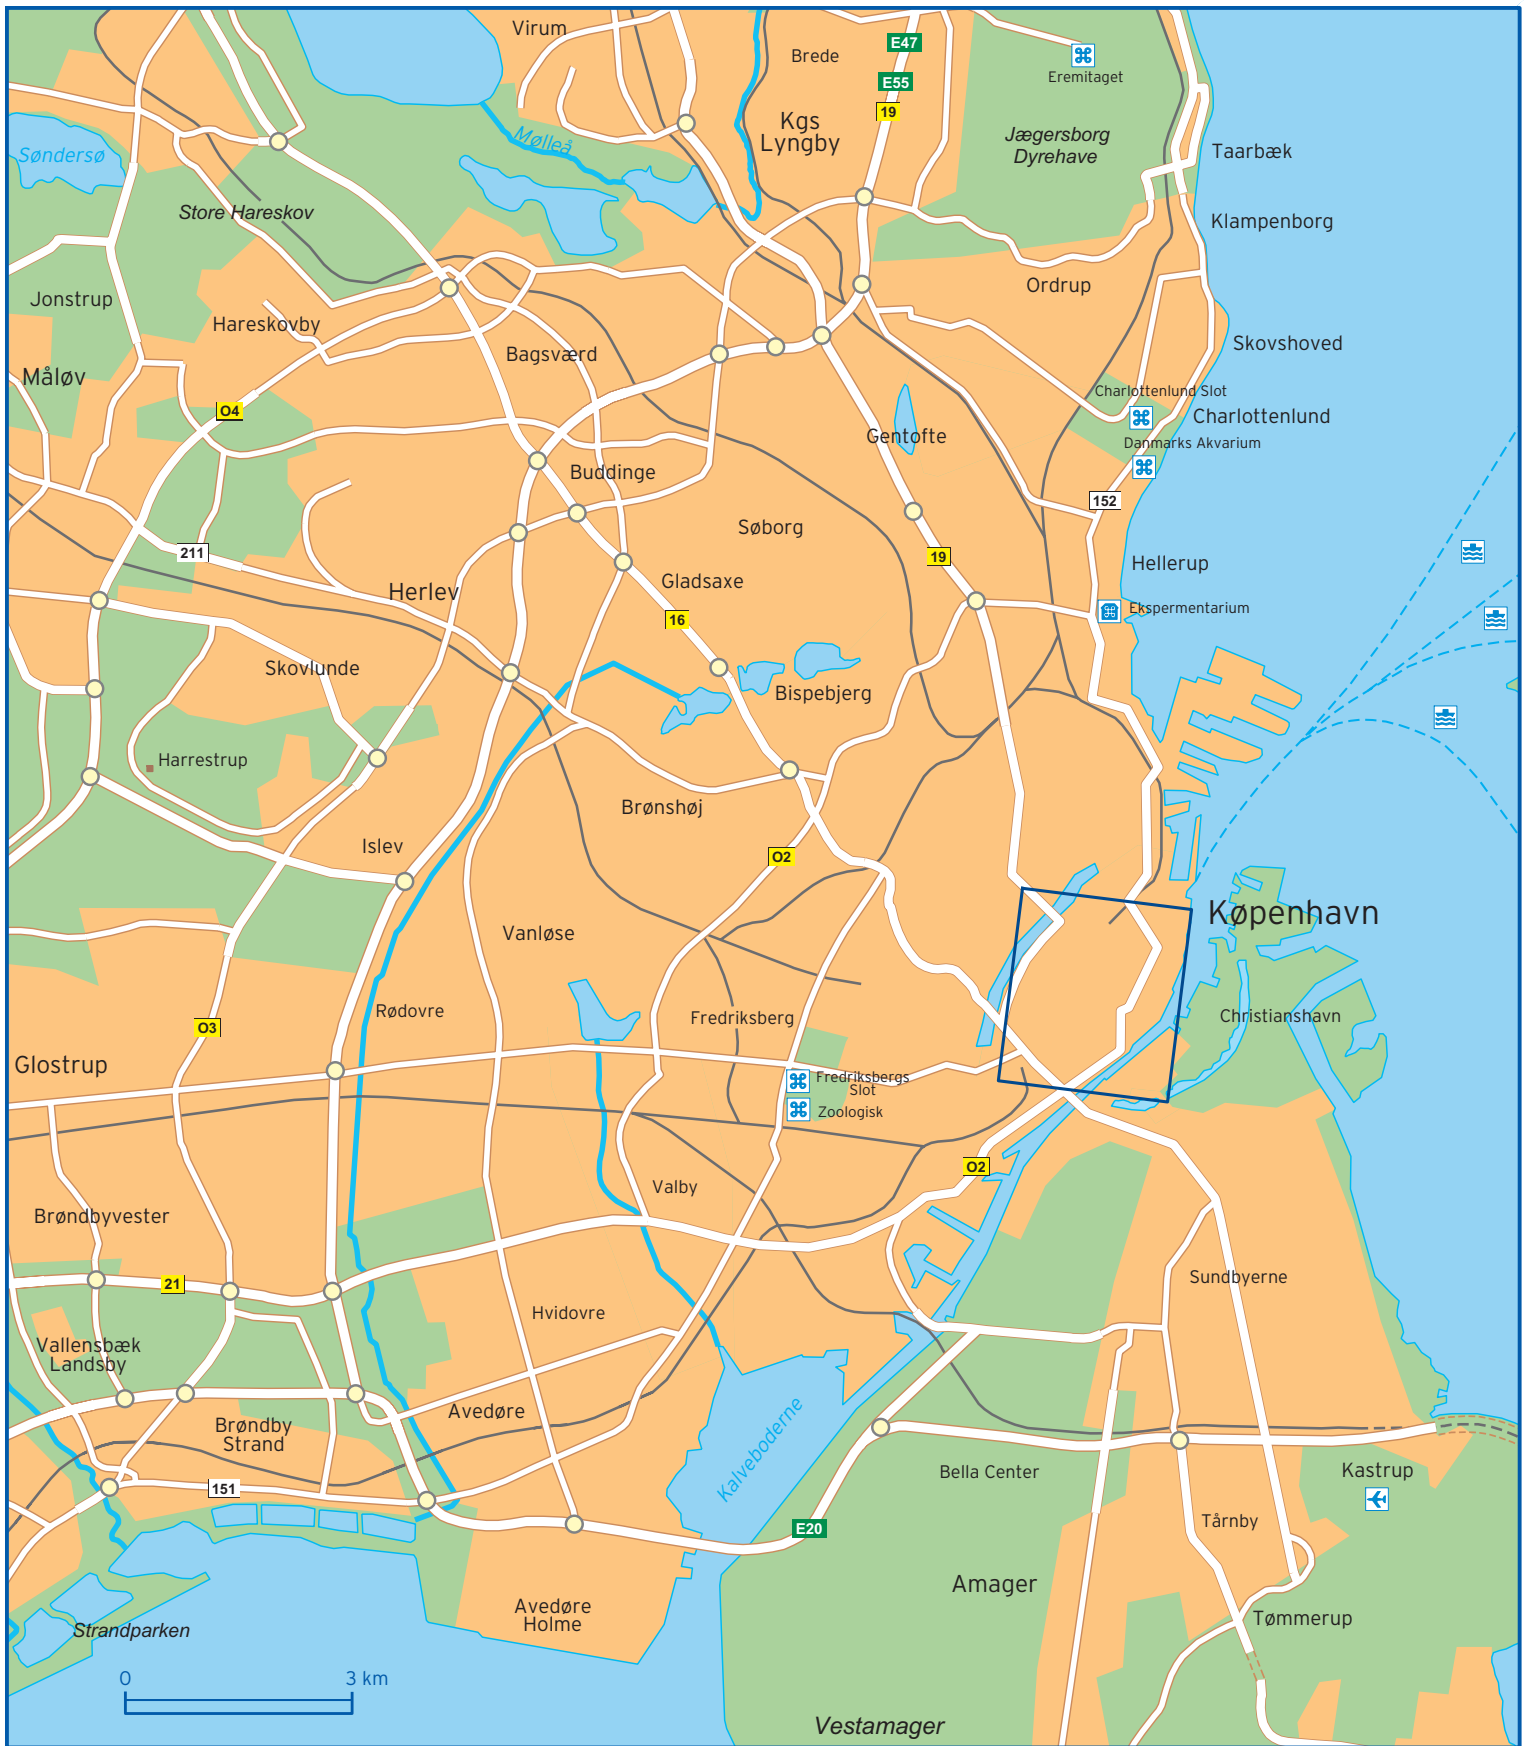 Virum
E47
Brede
E55
Eremitaget
19
Kgs
Lyngby
Jægersborg
Dyrehave
Mølleå
Søndersø
Taarbæk
Store Hareskov
Klampenborg
Jonstrup
Ordrup
Hareskovby
Skovshoved
Bagsværd
Måløv
Charlottenlund Slot
O4
Charlottenlund
Gentofte
Danmarks Akvarium
Buddinge
152
Søborg
211
19
Hellerup
Gladsaxe
Herlev
Ekspermentarium
16
Skovlunde
Bispebjerg
Harrestrup
Brønshøj
Islev
O2
København
Vanløse
Rødovre
Fredriksberg
Christianshavn
O3
Glostrup
Fredriksbergs
Slot
Zoologisk
O2
Valby
Brøndbyvester
Sundbyerne
21
Hvidovre
Vallensbæk
Landsby
Kalveboderne
Avedøre
Brøndby
Strand
Bella Center
Kastrup
151
Tårnby
E20
Amager
Avedøre
Holme
Tømmerup
Strandparken
0
3 km
Vestamager